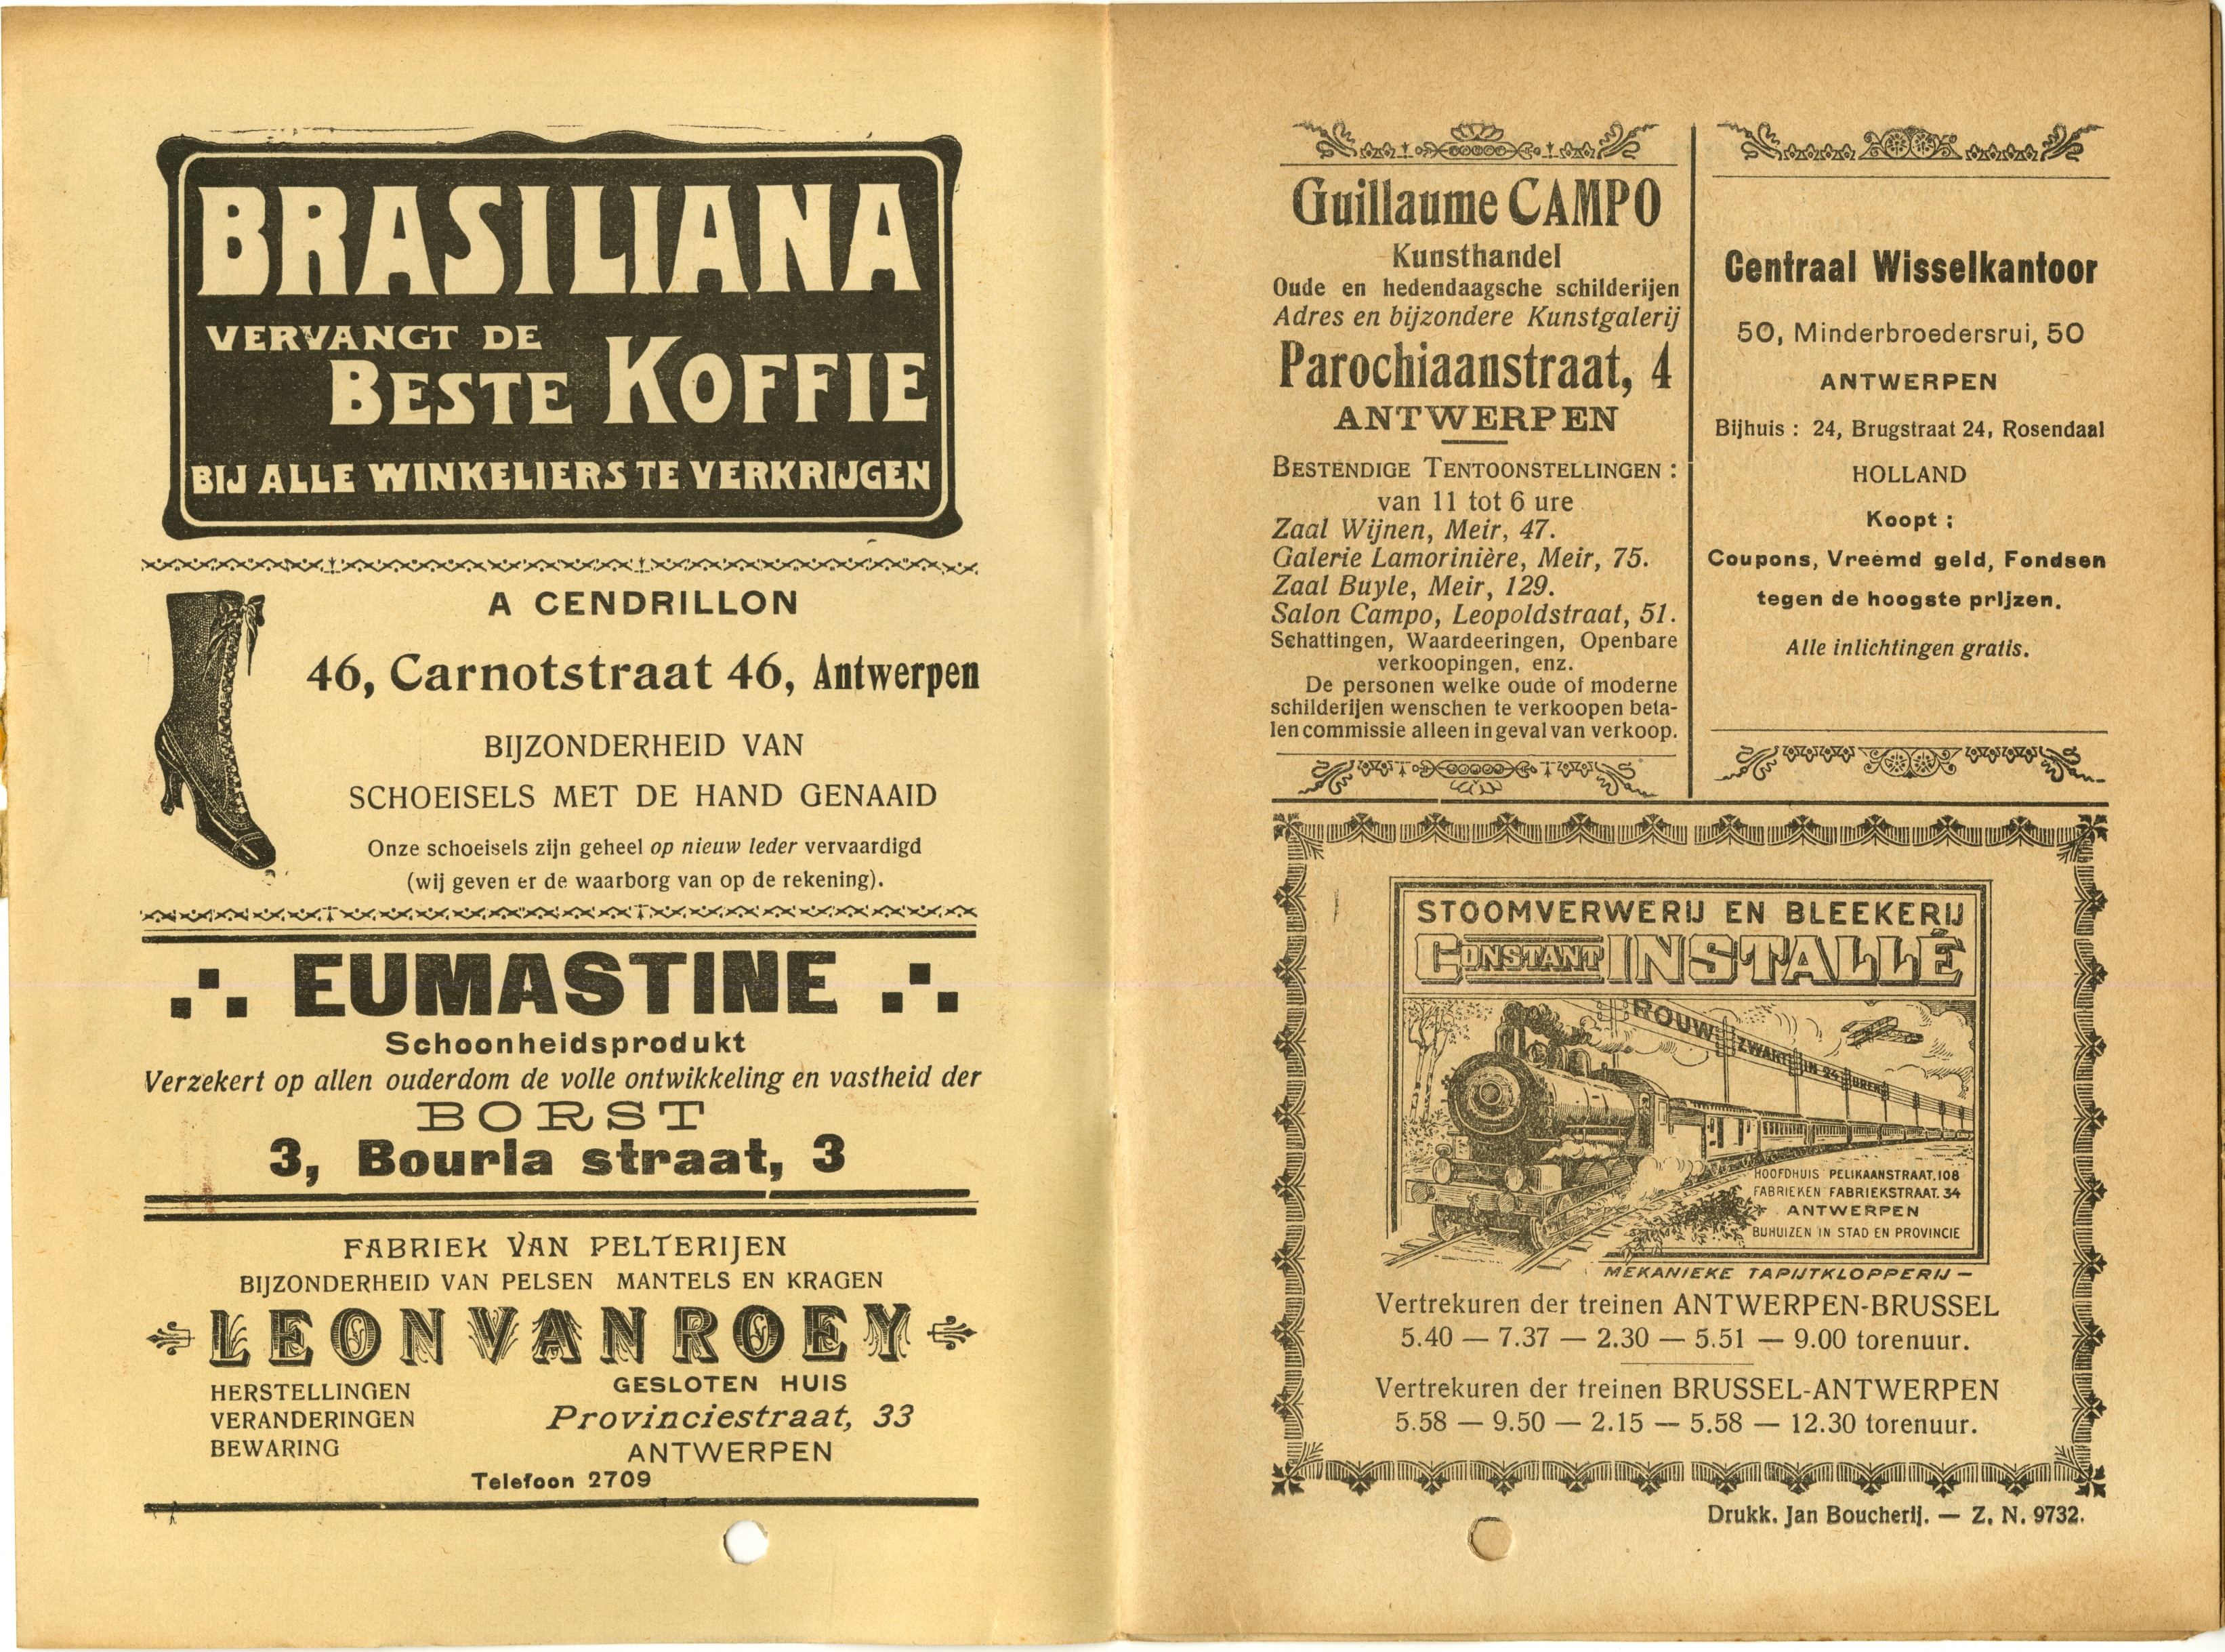 BRASILIANA
VERVANGT DE
BESTE KOFFIE
BIJ ALLE WINKELIERS TE VERKRIJGEN
A CENDRILLON
46, Carnotstraat 46, Antwerpen
BIJZONDERHEID VAN
SCHOEISELS MET DE HAND GENAAID
Onze schoeisels zijn geheel op nieuw leder vervaardigd
(wij geven er de waarborg van op de rekening).
EUMASTINE
Schoonheidsprodukt
Verzekert op allen ouderdom de volle ontwikkeling en vastheid der
BORST
3, Bourla straat, 3
FABRIEK VAN PELTERIJEN
BIJZONDERHEID VAN PELSEN MANTELS EN KRAGEN
LEON VAN ROEY
HERSTELLINGEN
VERANDERINGEN
BEWARING
GESLOTEN HUIS
Provinciestraat, 33
ANTWERPEN
Telefoon 2709
Guillaume CAMPO
Kunsthandel
Oude en hedendaagsche schilderijen
Adres en bijzondere Kunstgalerij
Parochiaanstraat, 4
ANTWERPEN
BESTENDIGE TENTOONSTELLINGEN :
van 11 tot 6 ure
Zaal Wijnen, Meir, 47.
Galerie Lamorinière, Meir, 75.
Zaal Buyle, Meir, 129.
Salon Campo, Leopoldstraat, 51.
Schattingen, Waardeeringen, Openbare
verkoopingen, enz.
De personen welke oude of moderne
schilderijen wenschen te verkoopen beta-
len commissie alleen in geval van verkoop.
Centraal Wisselkantoor
50, Minderbroedersrui, 50
ANTWERPEN
Bijhuis : 24, Brugstraat 24, Rosendaal
HOLLAND
Koopt :
Coupons, Vreemd geld, Fondsen
tegen de hoogste prijzen.
Alle inlichtingen gratis.
STOOMVERWERIJ EN BLEEKERIJ
CONSTANT INSTALLÉ
ROUW ZWART IN 24 UREN
HOOFDHUIS PELIKAANSTRAAT.108
FABRIEKEN FABRIEKSTRAAT. 34
ANTWERPEN
BIJHUIZEN IN STAD EN PROVINCIE
MEKANIEKE TAPIJTKLOPPERIJ —
Vertrekuren der treinen ANTWERPEN-BRUSSEL
5.40 — 7.37 — 2.30 — 5.51 — 9.00 torenuur.
Vertrekuren der treinen BRUSSEL-ANTWERPEN
5.58 — 9.50 — 2.15 — 5.58 — 12.30 torenuur.
Drukk. Jan Boucherij. — Z. N. 9732.